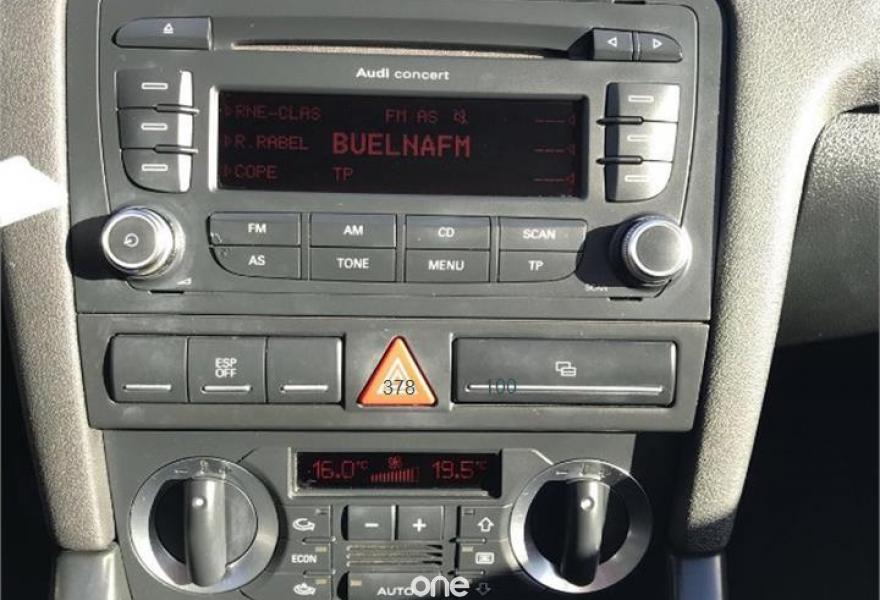 Audi concert
RNE-CLAS FM AS
R.RABEL BUELNAFM
COPE TP
FM AM CD SCAN
AS TONE MENU TP
SCAN
ESP
OFF
378 100
16.0°C 19.5°C
- +
ECON
AUTO
one